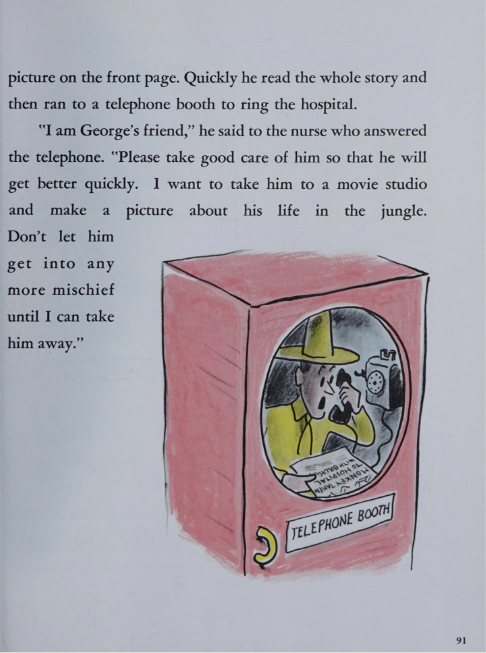 picture on the front page. Quickly he read the whole story and
then ran to a telephone booth to ring the hospital.
"I am George's friend," he said to the nurse who answered
the telephone. "Please take good care of him so that he will
get better quickly. I want to take him to a movie studio
and make a picture about his life in the jungle.
Don't let him
get into any
more mischief
until I can take
him away."
MONKEY TAKEN
TO HOSPITAL
TELEPHONE BOOTH
91